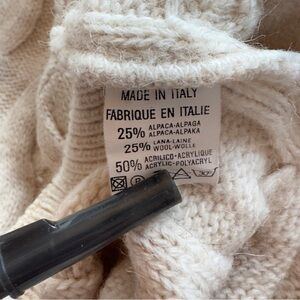 MADE IN ITALY
FABRIQUE EN ITALIE
25% ALPACA-ALPAGA
ALPACA-ALPAKA
25% LANA-LAINE
WOOL-WOLLE
50% ACRILICO-ACRYLIQUE
ACRYLIC-POLYACRYL